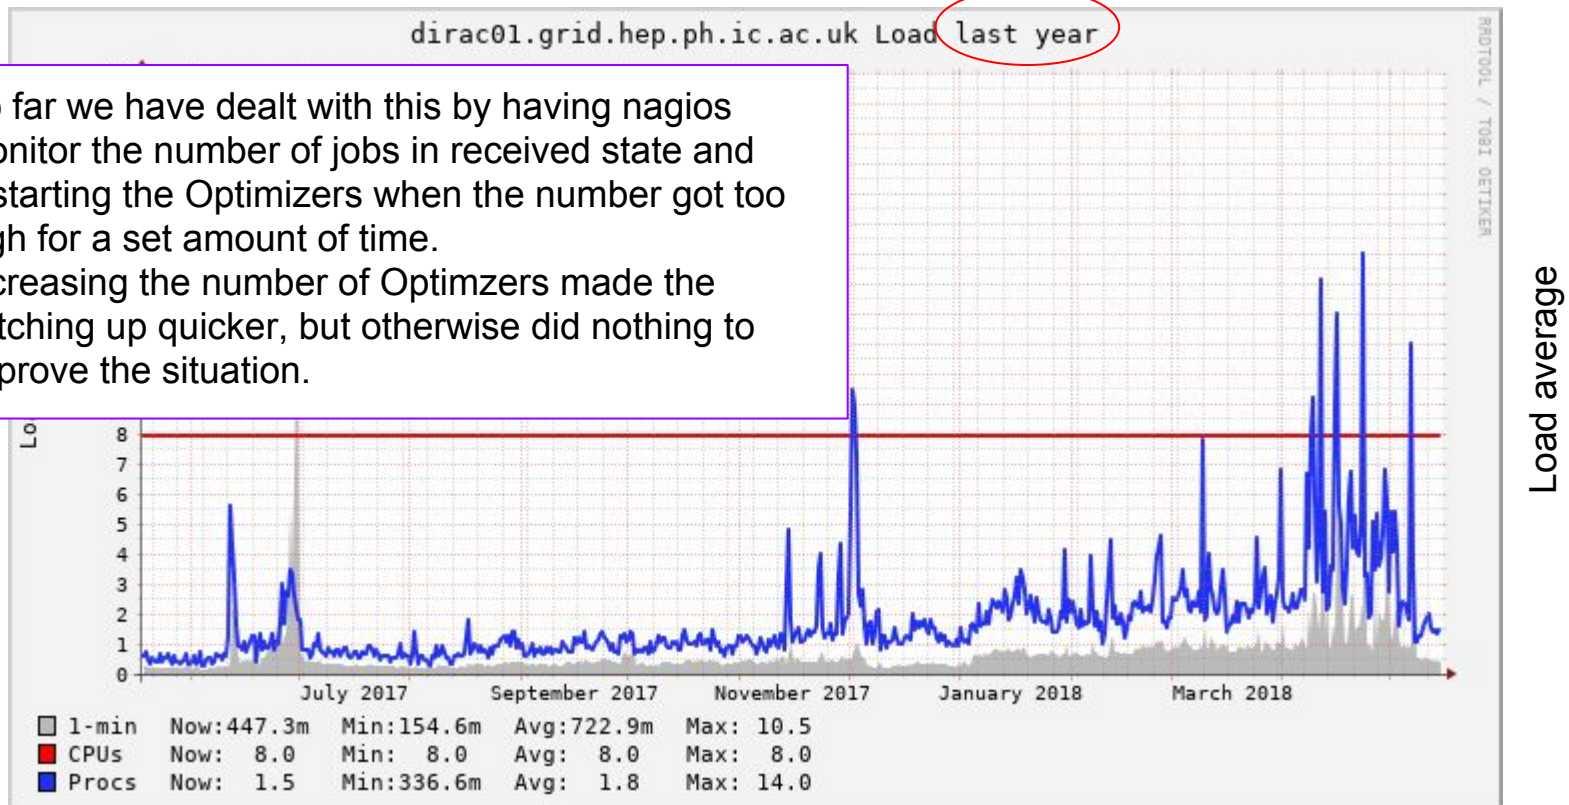 dirac01.grid.hep.ph.ic.ac.uk Load last year
RRDTOOL / TOBI OETIKER
far we have dealt with this by having nagios
the number of jobs in received state and
the Optimizers when the number got too
for a set amount of time.
the number of Optimzers made the
up quicker, but otherwise did nothing to
the situation.
Load average
8
7
6
5
4
3
2
1
0
July 2017 September 2017 November 2017 January 2018 March 2018
1-min Now:447.3m Min:154.6m Avg:722.9m Max: 10.5
CPUs Now: 8.0 Min: 8.0 Avg: 8.0 Max: 8.0
Procs Now: 1.5 Min:336.6m Avg: 1.8 Max: 14.0